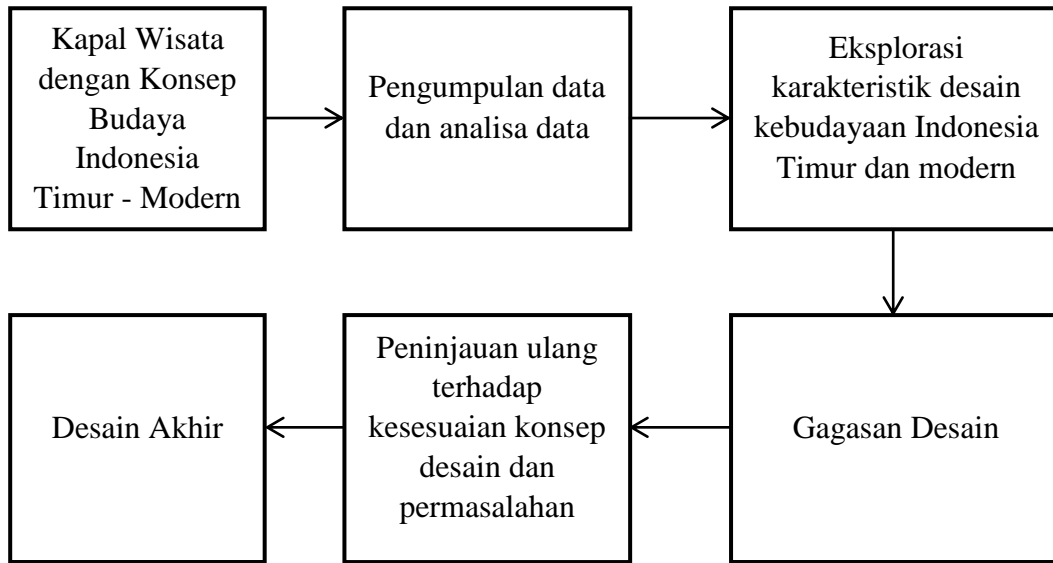 Kapal Wisata
dengan Konsep
Budaya
Indonesia
Timur - Modern
Pengumpulan data
dan analisa data
Eksplorasi
karakteristik desain
kebudayaan Indonesia
Timur dan modern
Gagasan Desain
Peninjauan ulang
terhadap
kesesuaian konsep
desain dan
permasalahan
Desain Akhir